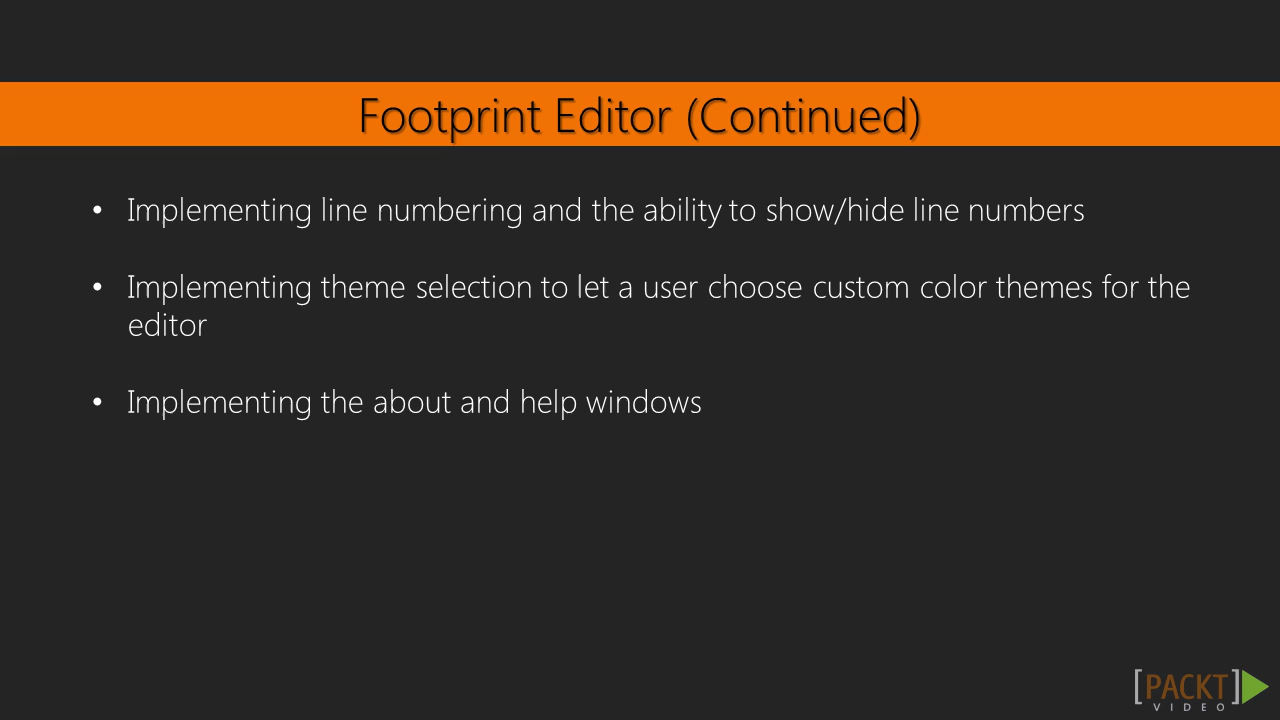 Footprint Editor (Continued)
• Implementing line numbering and the ability to show/hide line numbers
• Implementing theme selection to let a user choose custom color themes for the
editor
• Implementing the about and help windows
[PACKT]
VIDEO